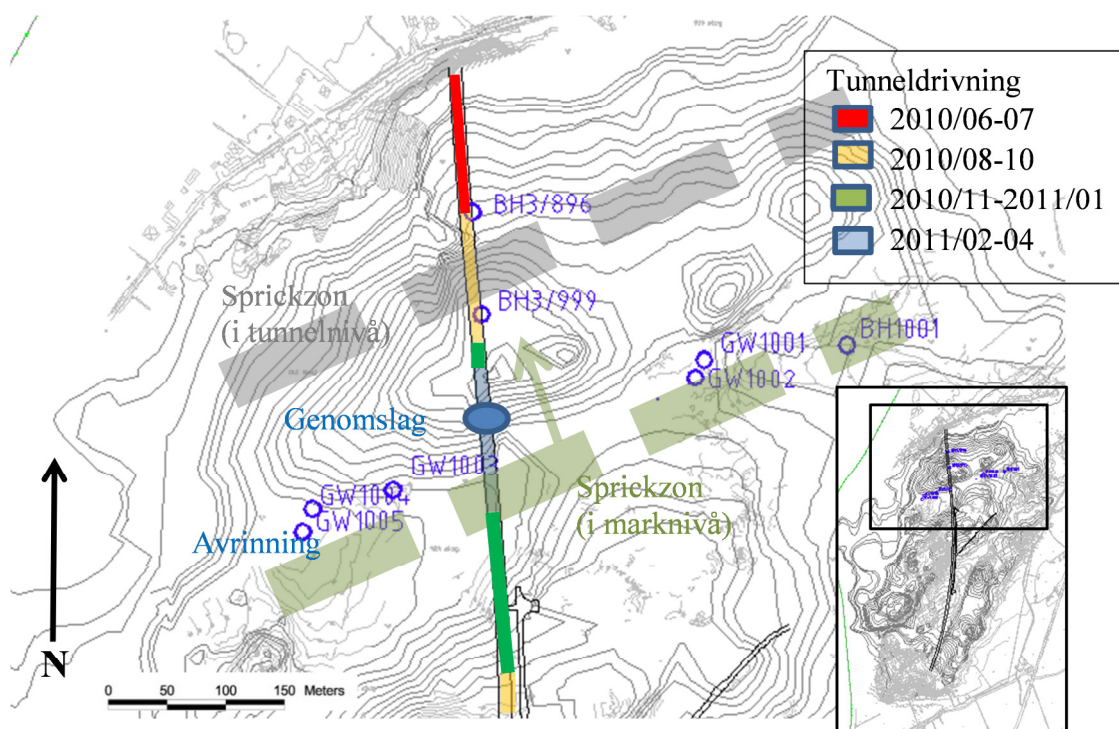 Tunneldrivning
2010/06-07
2010/08-10
2010/11-2011/01
2011/02-04
BH3/896
Sprickzon
(i tunnelnivå)
BH3/999
GW1001
BH1001
GW1002
Genomslag
GW1003
GW1004
GW1005
Avrinning
Sprickzon
(i marknivå)
N
0 50 100 150 Meters